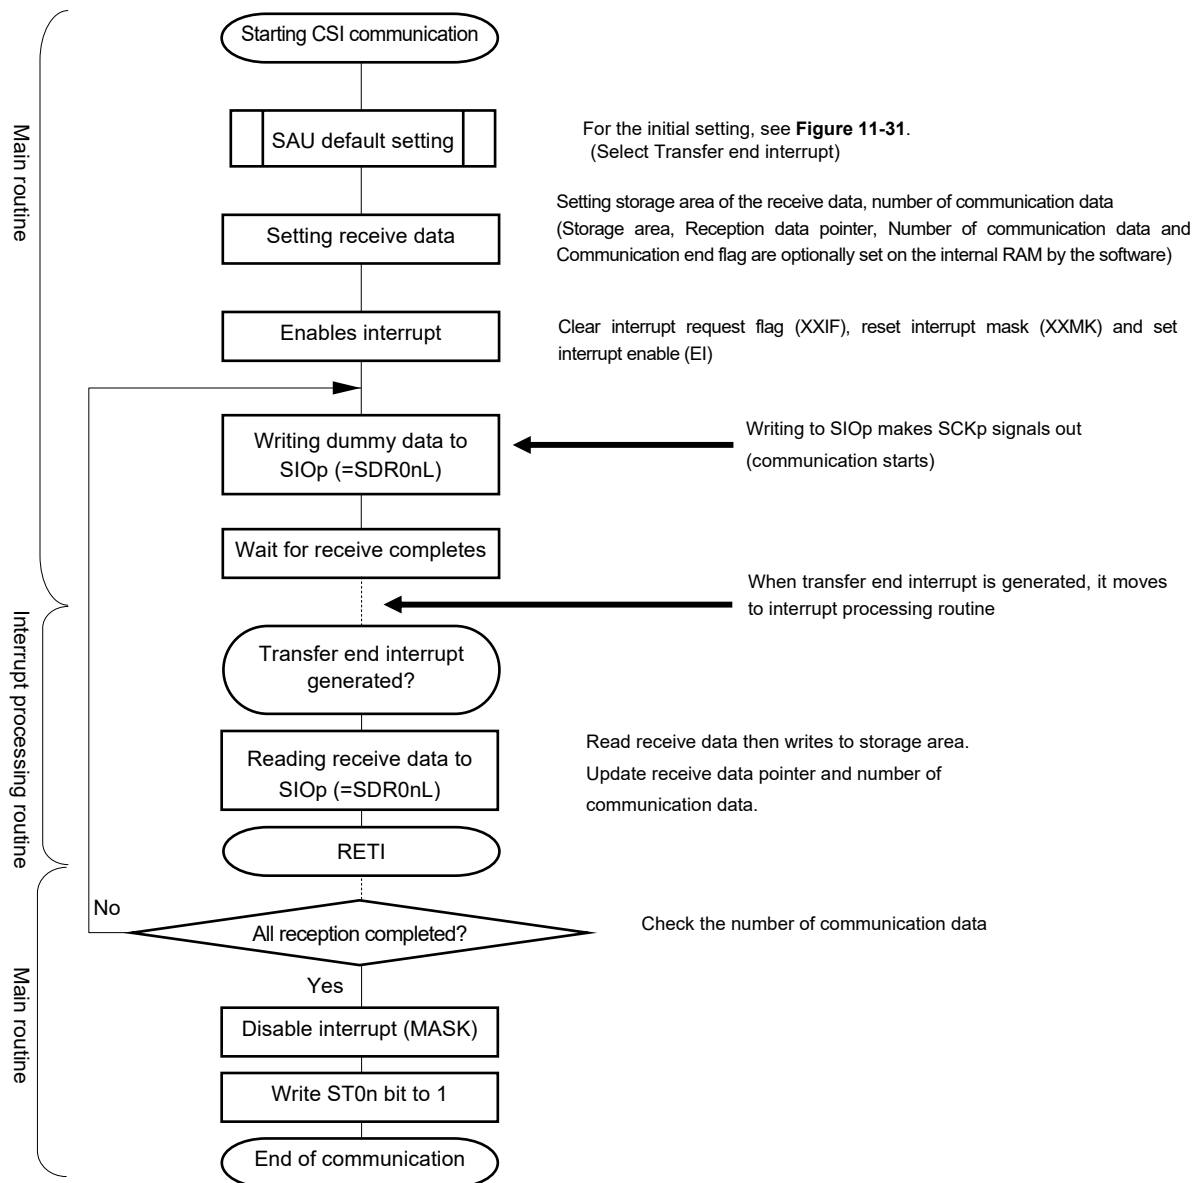 Starting CSI communication
Main routine
SAU default setting
For the initial setting, see Figure 11-31.
(Select Transfer end interrupt)
Setting receive data
Setting storage area of the receive data, number of communication data
(Storage area, Reception data pointer, Number of communication data and
Communication end flag are optionally set on the internal RAM by the software)
Enables interrupt
Clear interrupt request flag (XXIF), reset interrupt mask (XXMK) and set
interrupt enable (EI)
Writing dummy data to
SIOp (=SDR0nL)
Writing to SIOp makes SCKp signals out
(communication starts)
Wait for receive completes
When transfer end interrupt is generated, it moves
to interrupt processing routine
Interrupt processing routine
Transfer end interrupt
generated?
Reading receive data to
SIOp (=SDR0nL)
Read receive data then writes to storage area.
Update receive data pointer and number of
communication data.
RETI
No
All reception completed?
Check the number of communication data
Yes
Main routine
Disable interrupt (MASK)
Write ST0n bit to 1
End of communication